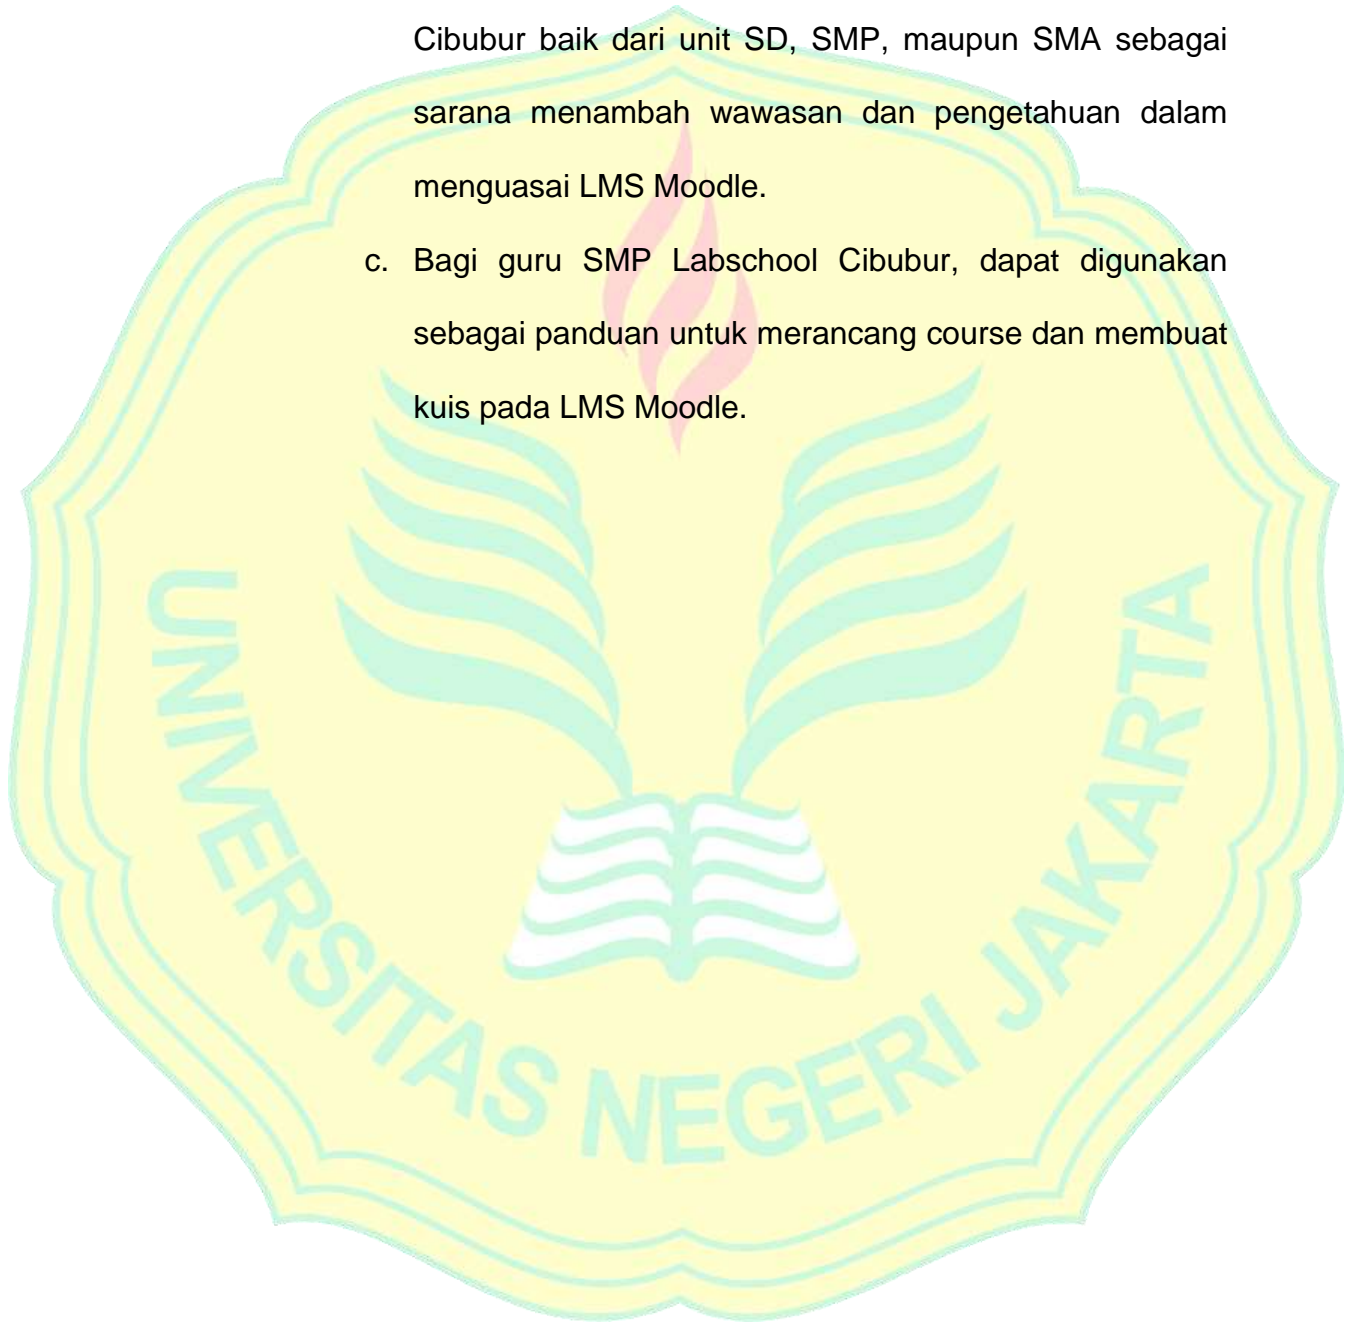 Cibubur baik dari unit SD, SMP, maupun SMA sebagai
sarana menambah wawasan dan pengetahuan dalam
menguasai LMS Moodle.
c. Bagi guru SMP Labschool Cibubur, dapat digunakan
sebagai panduan untuk merancang course dan membuat
kuis pada LMS Moodle.
UNIVERSITAS NEGERI JAKARTA